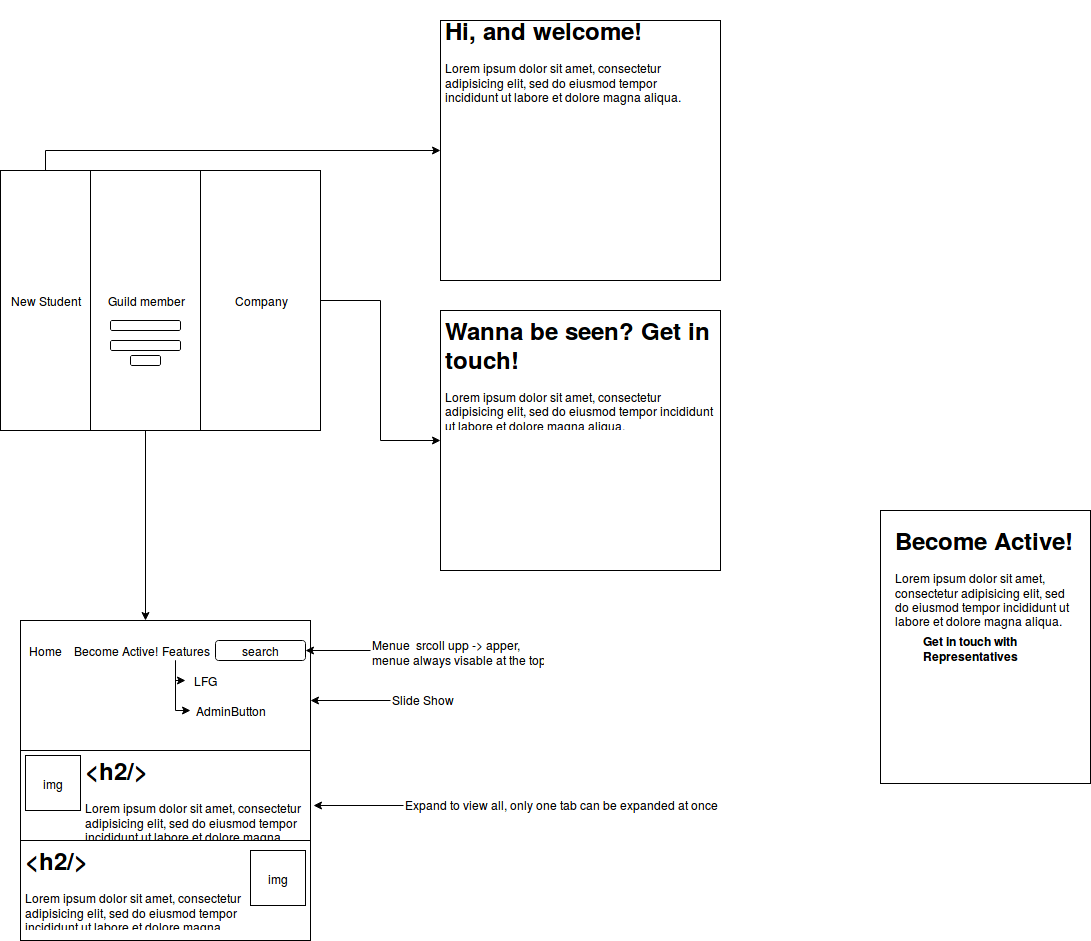 Hi, and welcome!
Lorem ipsum dolor sit amet, consectetur
adipisicing elit, sed do eiusmod tempor
incididunt ut labore et dolore magna aliqua.
New Student
Guild member
Company
Wanna be seen? Get in
touch!
Lorem ipsum dolor sit amet, consectetur
adipisicing elit, sed do eiusmod tempor incididunt
ut labore et dolore magna aliqua.
Become Active!
Lorem ipsum dolor sit amet,
consectetur adipisicing elit, sed
do eiusmod tempor incididunt ut
labore et dolore magna aliqua.
Get in touch with
Representatives
Home
Become Active!
Features
search
LFG
AdminButton
Menue srcoll upp -> apper,
menue always visable at the top
Slide Show
img
<h2/>
Lorem ipsum dolor sit amet, consectetur
adipisicing elit, sed do eiusmod tempor
incididunt ut labore et dolore magna
Expand to view all, only one tab can be expanded at once
<h2/>
Lorem ipsum dolor sit amet, consectetur
adipisicing elit, sed do eiusmod tempor
incididunt ut labore et dolore magna
img